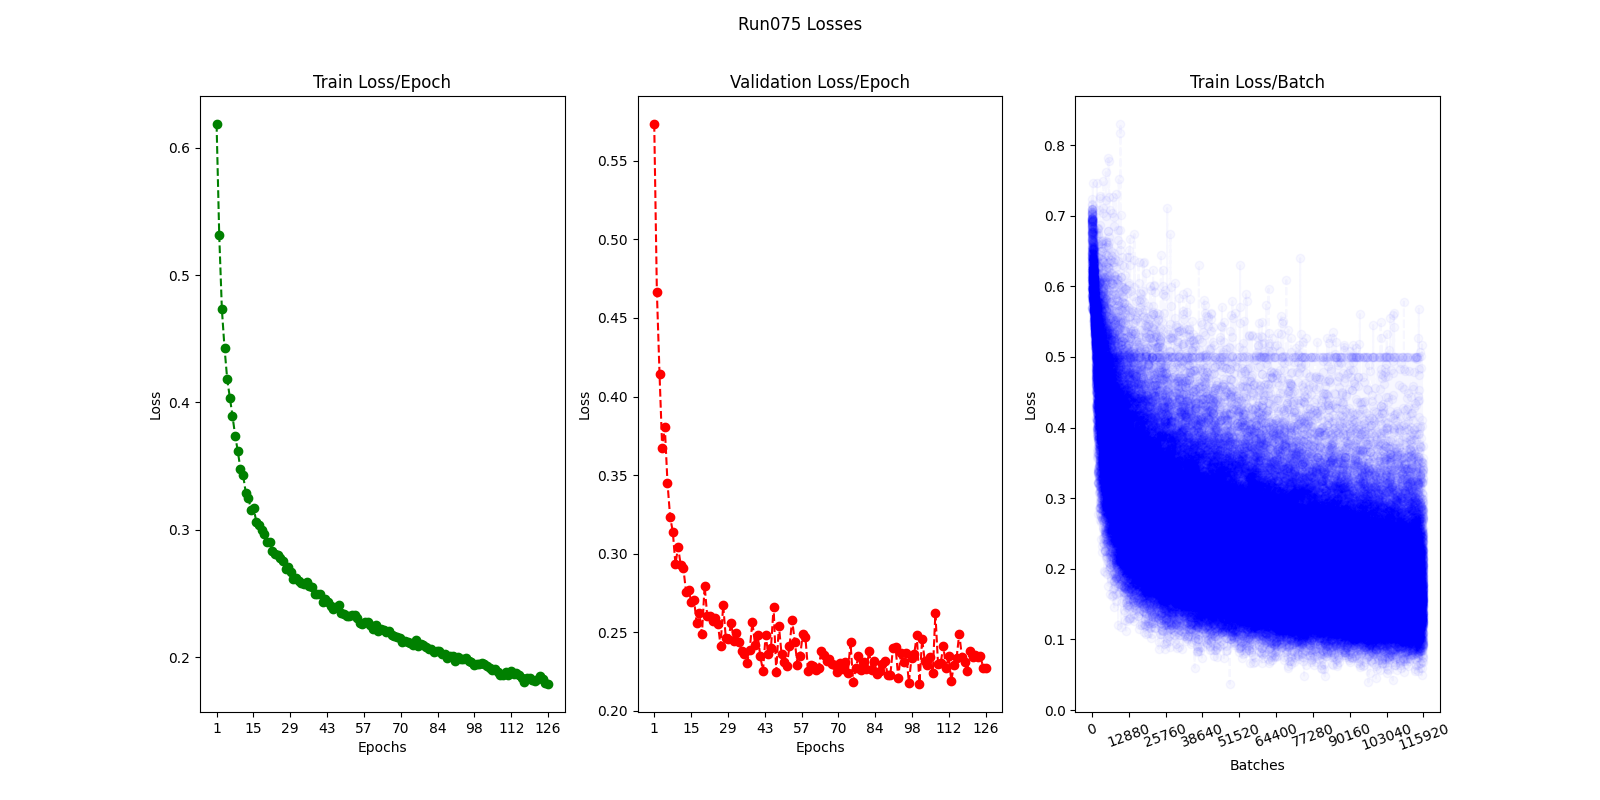 Run075 Losses
Train Loss/Epoch
Loss
0.6
0.5
0.4
0.3
0.2
1 15 29 43 57 70 84 98 112 126
Epochs
Validation Loss/Epoch
Loss
0.55
0.50
0.45
0.40
0.35
0.30
0.25
0.20
1 15 29 43 57 70 84 98 112 126
Epochs
Train Loss/Batch
Loss
0.8
0.7
0.6
0.5
0.4
0.3
0.2
0.1
0.0
0 12880 25760 38640 51520 64400 77280 90160 103040 115920
Batches